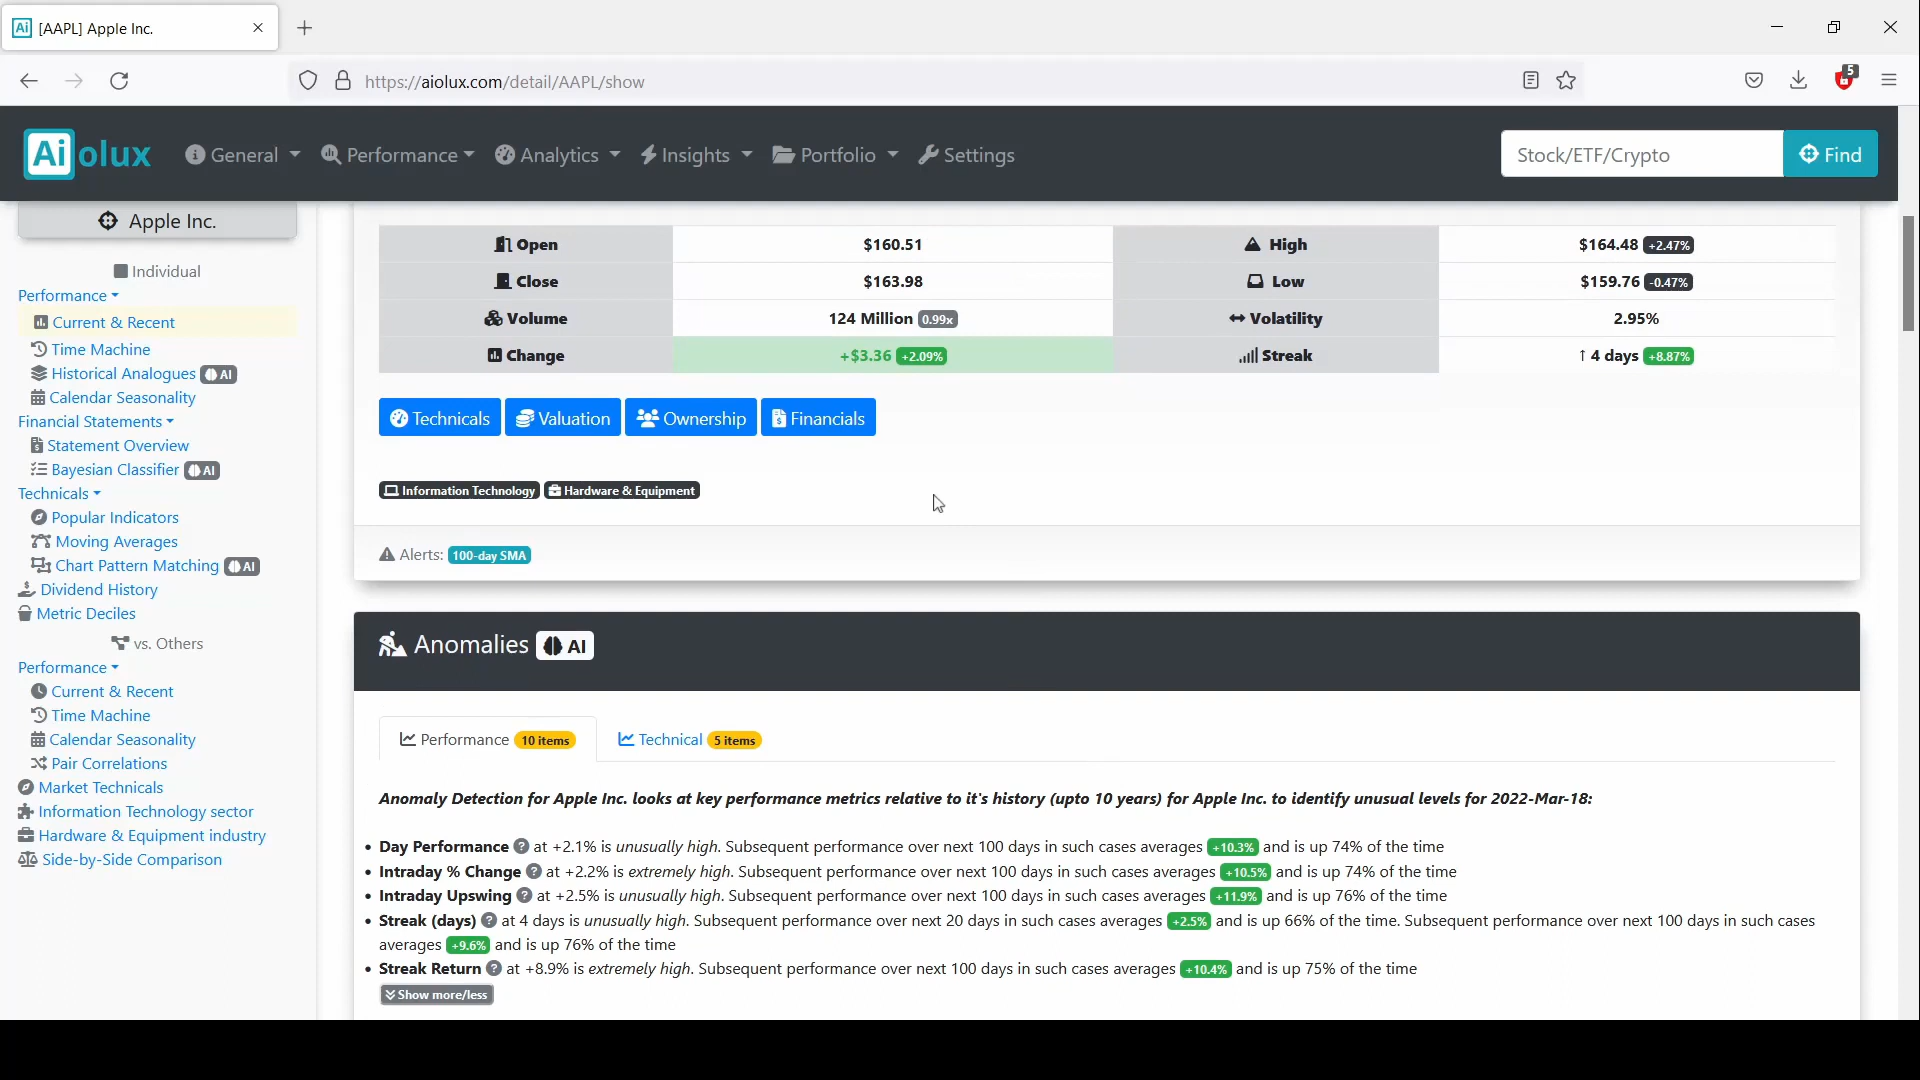 [AAPL] Apple Inc.
https://aiolux.com/detail/AAPL/show
5
Aiolux
General
Performance
Analytics
Insights
Portfolio
Settings
Stock/ETF/Crypto
Find
Apple Inc.
Individual
Performance
Current & Recent
Time Machine
Historical Analogues AI
Calendar Seasonality
Financial Statements
Statement Overview
Bayesian Classifier AI
Technicals
Popular Indicators
Moving Averages
Chart Pattern Matching AI
Dividend History
Metric Deciles
vs. Others
Performance
Current & Recent
Time Machine
Calendar Seasonality
Pair Correlations
Market Technicals
Information Technology sector
Hardware & Equipment industry
Side-by-Side Comparison
Open $160.51 High $164.48 +2.47%
Close $163.98 Low $159.76 -0.47%
Volume 124 Million 0.99x Volatility 2.95%
Change +$3.36 +2.09% Streak ↑ 4 days +8.87%
Technicals Valuation Ownership Financials
Information Technology Hardware & Equipment
Alerts: 100-day SMA
Anomalies AI
Performance 10 items Technical 5 items
Anomaly Detection for Apple Inc. looks at key performance metrics relative to it's history (upto 10 years) for Apple Inc. to identify unusual levels for 2022-Mar-18:
• Day Performance ? at +2.1% is unusually high. Subsequent performance over next 100 days in such cases averages +10.3% and is up 74% of the time
• Intraday % Change ? at +2.2% is extremely high. Subsequent performance over next 100 days in such cases averages +10.5% and is up 74% of the time
• Intraday Upswing ? at +2.5% is unusually high. Subsequent performance over next 100 days in such cases averages +11.9% and is up 76% of the time
• Streak (days) ? at 4 days is unusually high. Subsequent performance over next 20 days in such cases averages +2.5% and is up 66% of the time. Subsequent performance over next 100 days in such cases
averages +9.6% and is up 76% of the time
• Streak Return ? at +8.9% is extremely high. Subsequent performance over next 100 days in such cases averages +10.4% and is up 75% of the time
Show more/less